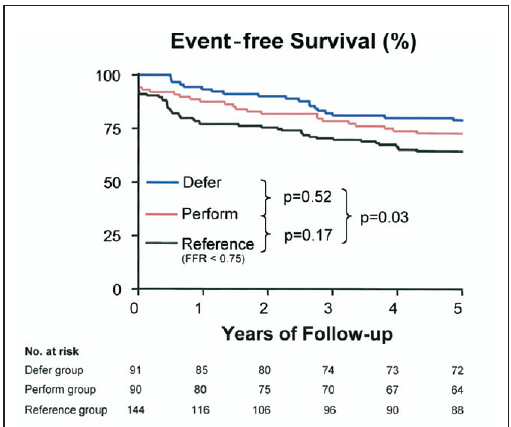 Event-free Survival (%)
100
75
50
25
0
Defer
Perform
Reference
(FFR < 0.75)
p=0.52
p=0.17
p=0.03
0 1 2 3 4 5
Years of Follow-up
No. at risk
Defer group 91 85 80 74 73 72
Perform group 90 80 75 70 67 64
Reference group 144 116 106 96 90 88